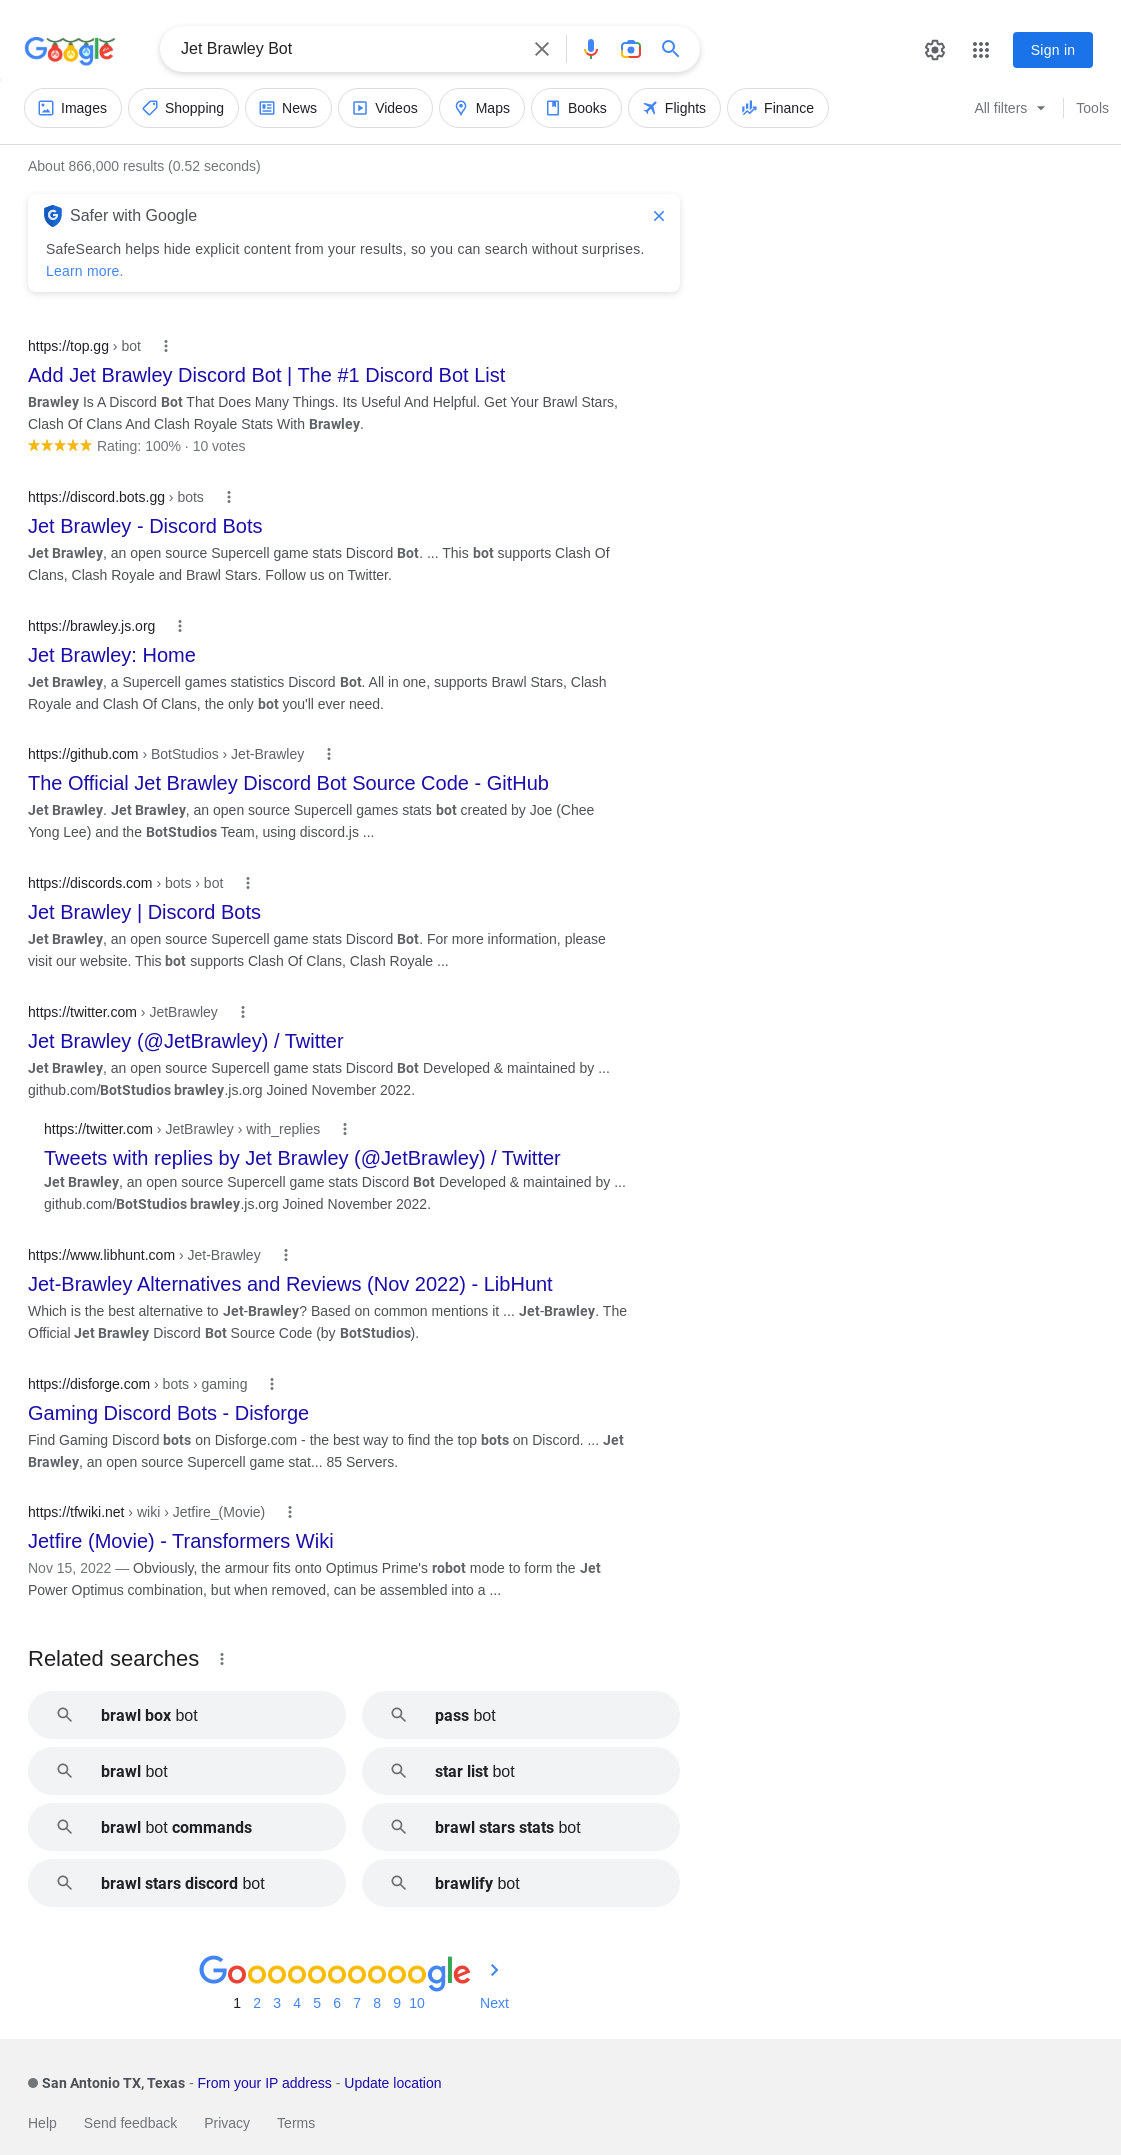 Google
Jet Brawley Bot
Sign in
Images
Shopping
News
Videos
Maps
Books
Flights
Finance
All filters
Tools
About 866,000 results (0.52 seconds)
Safer with Google
SafeSearch helps hide explicit content from your results, so you can search without surprises.
Learn more.
https://top.gg › bot
Add Jet Brawley Discord Bot | The #1 Discord Bot List
Brawley Is A Discord Bot That Does Many Things. Its Useful And Helpful. Get Your Brawl Stars,
Clash Of Clans And Clash Royale Stats With Brawley.
Rating: 100% · 10 votes
https://discord.bots.gg › bots
Jet Brawley - Discord Bots
Jet Brawley, an open source Supercell game stats Discord Bot. ... This bot supports Clash Of
Clans, Clash Royale and Brawl Stars. Follow us on Twitter.
https://brawley.js.org
Jet Brawley: Home
Jet Brawley, a Supercell games statistics Discord Bot. All in one, supports Brawl Stars, Clash
Royale and Clash Of Clans, the only bot you'll ever need.
https://github.com › BotStudios › Jet-Brawley
The Official Jet Brawley Discord Bot Source Code - GitHub
Jet Brawley. Jet Brawley, an open source Supercell games stats bot created by Joe (Chee
Yong Lee) and the BotStudios Team, using discord.js ...
https://discords.com › bots › bot
Jet Brawley | Discord Bots
Jet Brawley, an open source Supercell game stats Discord Bot. For more information, please
visit our website. This bot supports Clash Of Clans, Clash Royale ...
https://twitter.com › JetBrawley
Jet Brawley (@JetBrawley) / Twitter
Jet Brawley, an open source Supercell game stats Discord Bot Developed & maintained by ...
github.com/BotStudios brawley.js.org Joined November 2022.
https://twitter.com › JetBrawley › with_replies
Tweets with replies by Jet Brawley (@JetBrawley) / Twitter
Jet Brawley, an open source Supercell game stats Discord Bot Developed & maintained by ...
github.com/BotStudios brawley.js.org Joined November 2022.
https://www.libhunt.com › Jet-Brawley
Jet-Brawley Alternatives and Reviews (Nov 2022) - LibHunt
Which is the best alternative to Jet-Brawley? Based on common mentions it ... Jet-Brawley. The
Official Jet Brawley Discord Bot Source Code (by BotStudios).
https://disforge.com › bots › gaming
Gaming Discord Bots - Disforge
Find Gaming Discord bots on Disforge.com - the best way to find the top bots on Discord. ... Jet
Brawley, an open source Supercell game stat... 85 Servers.
https://tfwiki.net › wiki › Jetfire_(Movie)
Jetfire (Movie) - Transformers Wiki
Nov 15, 2022 — Obviously, the armour fits onto Optimus Prime's robot mode to form the Jet
Power Optimus combination, but when removed, can be assembled into a ...
Related searches
brawl box bot
pass bot
brawl bot
star list bot
brawl bot commands
brawl stars stats bot
brawl stars discord bot
brawlify bot
Goooooooooogle
1 2 3 4 5 6 7 8 9 10 Next
San Antonio TX, Texas - From your IP address - Update location
Help Send feedback Privacy Terms